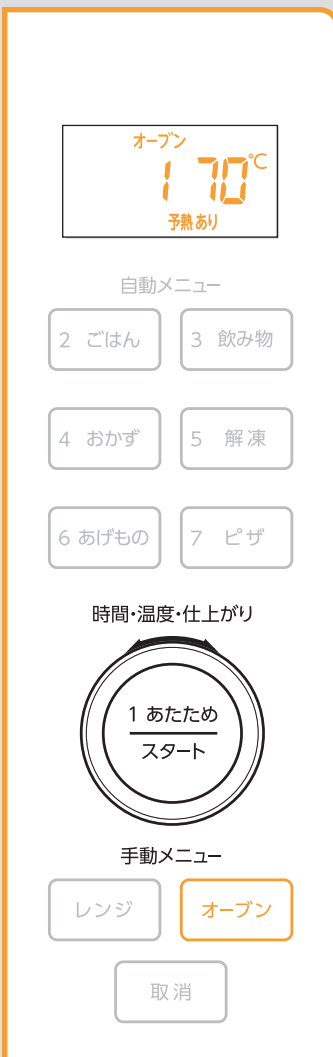 オーブン
170℃
予熱あり
自動メニュー
2 ごはん 3 飲み物
4 おかず 5 解凍
6 あげもの 7 ピザ
時間・温度・仕上がり
1 あたため
スタート
手動メニュー
レンジ オーブン
取消